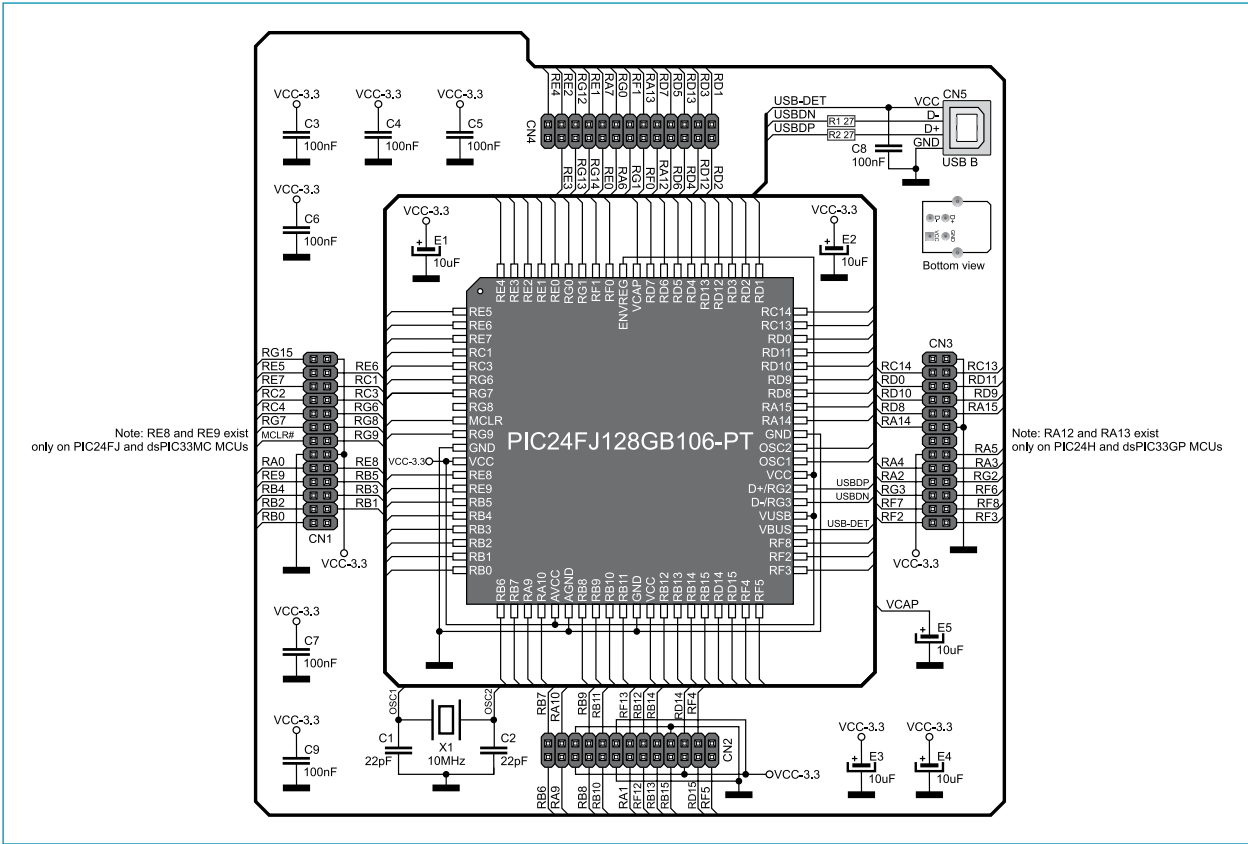 RE4
RE2
RG12
RE1
RA7
RG0
RF1
RA13
RD7
RD5
RD13
RD3
RD1
CN4
RE3
RG13
RG14
RE0
RA6
RG1
RF0
RA12
RD6
RD4
RD12
RD2
VCC-3.3
C3
100nF
VCC-3.3
C4
100nF
VCC-3.3
C5
100nF
VCC-3.3
C6
100nF
USB-DET
USBDN
USBDP
R1 27
R2 27
C8
100nF
CN5
VCC
D-
D+
GND
USB B
D-
D+
VCC
GND
Bottom view
VCC-3.3
E1
10uF
VCC-3.3
E2
10uF
RE4
RE3
RE2
RE1
RE0
RG0
RG1
RF1
RF0
ENVREG
VCAP
RD7
RD6
RD5
RD4
RD13
RD12
RD3
RD2
RD1
RE5
RE6
RE7
RC1
RC3
RG6
RG7
RG8
MCLR
RG9
GND
VCC
RE8
RE9
RB5
RB4
RB3
RB2
RB1
RB0
VCC-3.3
PIC24FJ128GB106-PT
RC14
RC13
RD0
RD11
RD10
RD9
RD8
RA15
RA14
GND
OSC2
OSC1
VCC
D+/RG2
D-/RG3
VUSB
VBUS
RF8
RF2
RF3
USBDP
USBDN
USB-DET
RB6
RB7
RA9
RA10
AVCC
AGND
RB8
RB9
RB10
RB11
GND
VCC
RB12
RB13
RB14
RB15
RD14
RD15
RF4
RF5
RG15
RE5
RE7
RC2
RC4
RG7
MCLR#
RA0
RE9
RB4
RB2
RB0
RE6
RC1
RC3
RG6
RG8
RG9
RE8
RB5
RB3
RB1
CN1
VCC-3.3
Note: RE8 and RE9 exist
only on PIC24FJ and dsPIC33MC MCUs
CN3
RC14
RD0
RD10
RD8
RA14
RA4
RA2
RG3
RF7
RF2
RC13
RD11
RD9
RA15
RA5
RA3
RG2
RF6
RF8
RF3
VCC-3.3
Note: RA12 and RA13 exist
only on PIC24H and dsPIC33GP MCUs
VCC-3.3
C7
100nF
VCC-3.3
C9
100nF
OSC1
OSC2
C1
22pF
X1
10MHz
C2
22pF
RB7
RA10
RB9
RB11
RF13
RB12
RB14
RD14
RF4
CN2
RB6
RA9
RB8
RB10
RA1
RF12
RB13
RB15
RD15
RF5
VCC-3.3
VCAP
E5
10uF
VCC-3.3
E3
10uF
VCC-3.3
E4
10uF